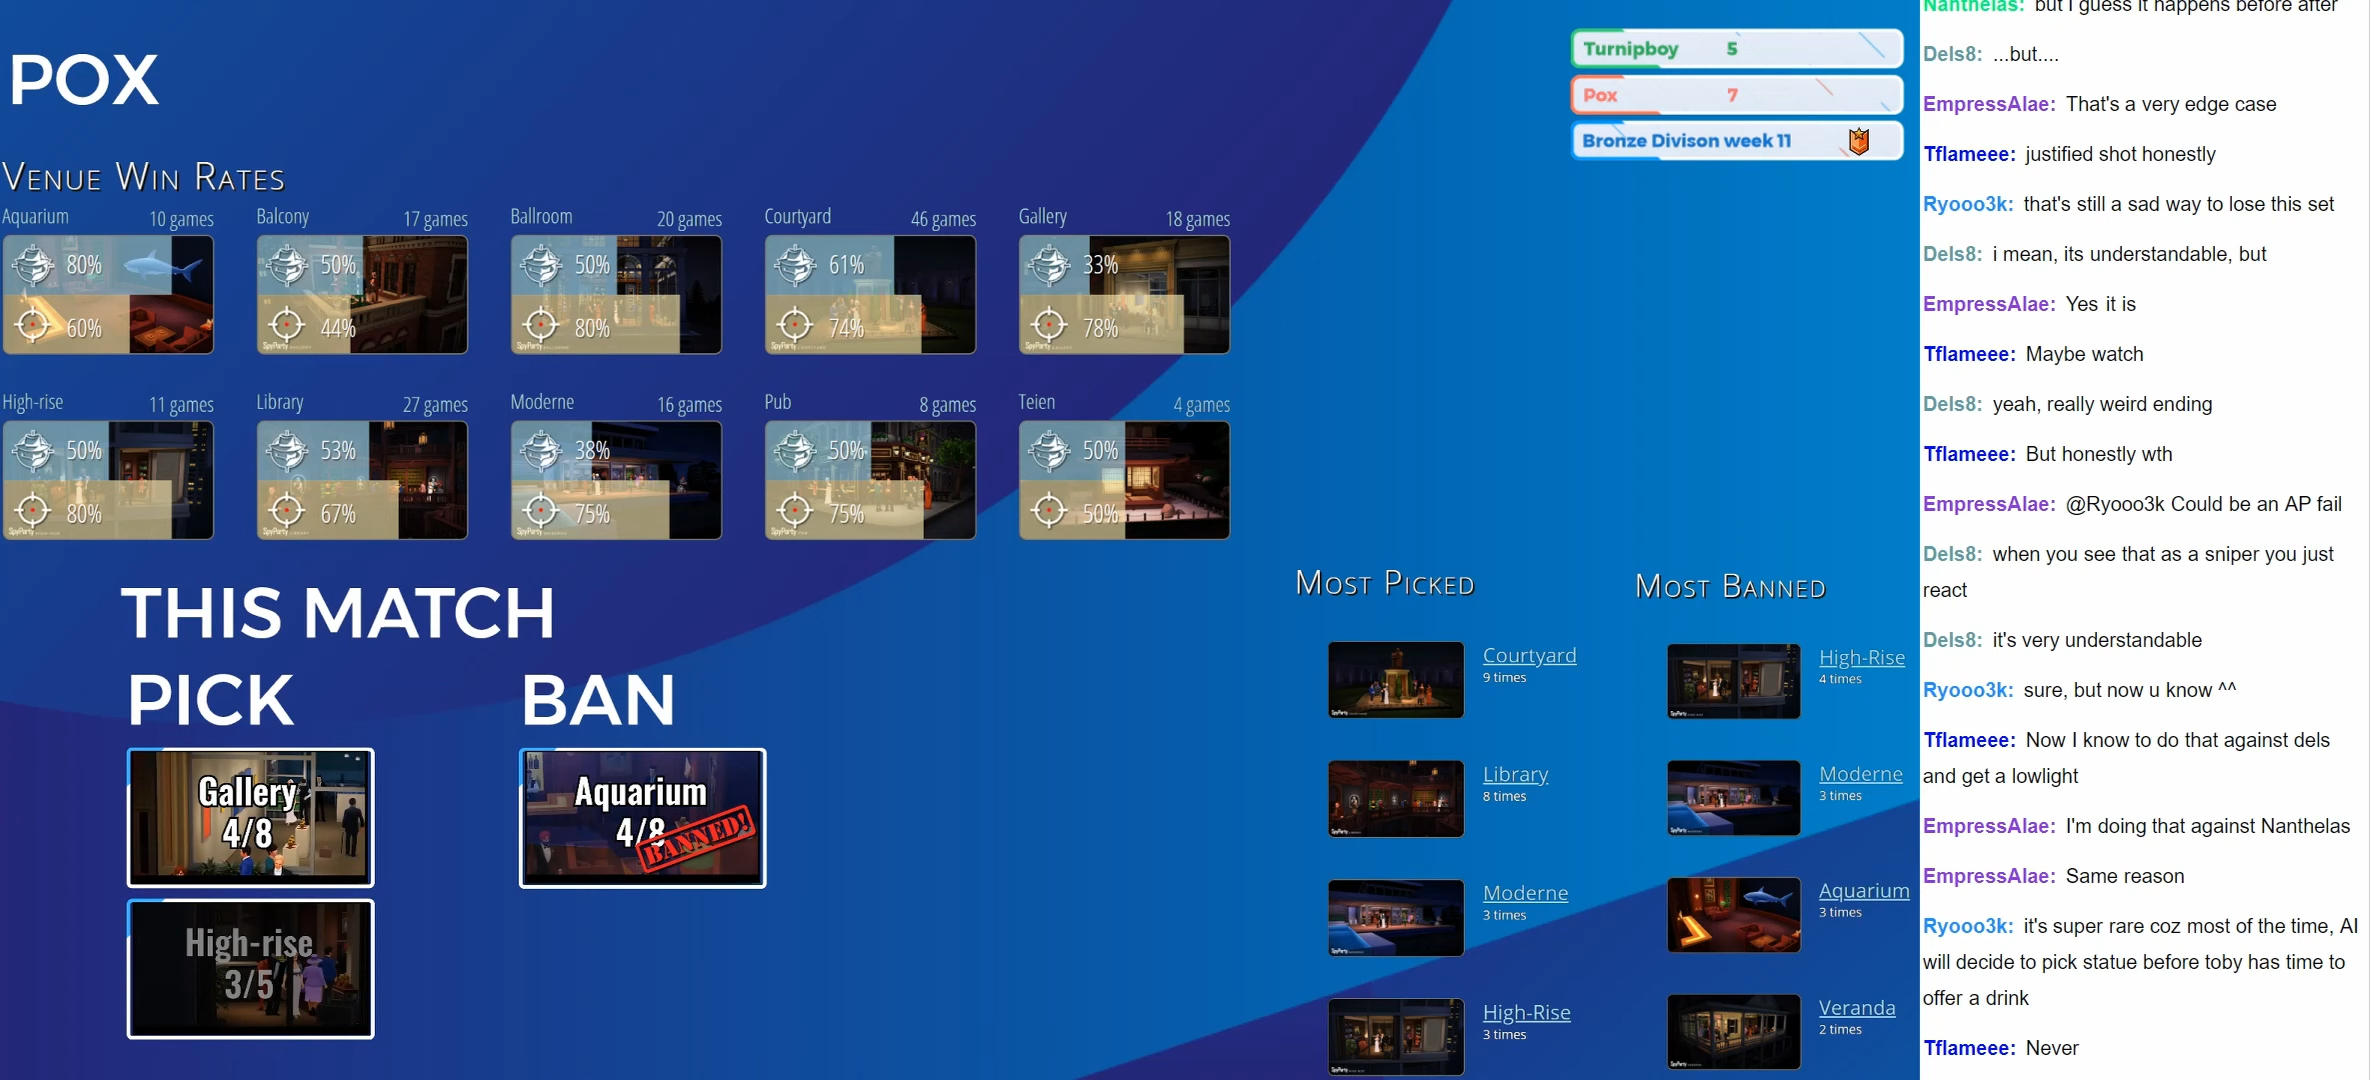 POX
Turnipboy 5
Pox 7
Bronze Divison week 11
VENUE WIN RATES
Aquarium 10 games
80%
60%
Balcony 17 games
50%
44%
Ballroom 20 games
50%
80%
Courtyard 46 games
61%
74%
Gallery 18 games
33%
78%
High-rise 11 games
50%
80%
Library 27 games
53%
67%
Moderne 16 games
38%
75%
Pub 8 games
50%
75%
Teien 4 games
50%
50%
THIS MATCH
PICK
Gallery
4/8
High-rise
3/5
BAN
Aquarium
4/8
BANNED!
MOST PICKED
Courtyard
9 times
Library
8 times
Moderne
3 times
High-Rise
3 times
MOST BANNED
High-Rise
4 times
Moderne
3 times
Aquarium
3 times
Veranda
2 times
Nanthelas: but I guess it happens before after
Dels8: ...but....
EmpressAlae: That's a very edge case
Tflameee: justified shot honestly
Ryooo3k: that's still a sad way to lose this set
Dels8: i mean, its understandable, but
EmpressAlae: Yes it is
Tflameee: Maybe watch
Dels8: yeah, really weird ending
Tflameee: But honestly wth
EmpressAlae: @Ryooo3k Could be an AP fail
Dels8: when you see that as a sniper you just
react
Dels8: it's very understandable
Ryooo3k: sure, but now u know ^^
Tflameee: Now I know to do that against dels
and get a lowlight
EmpressAlae: I'm doing that against Nanthelas
EmpressAlae: Same reason
Ryooo3k: it's super rare coz most of the time, AI
will decide to pick statue before toby has time to
offer a drink
Tflameee: Never